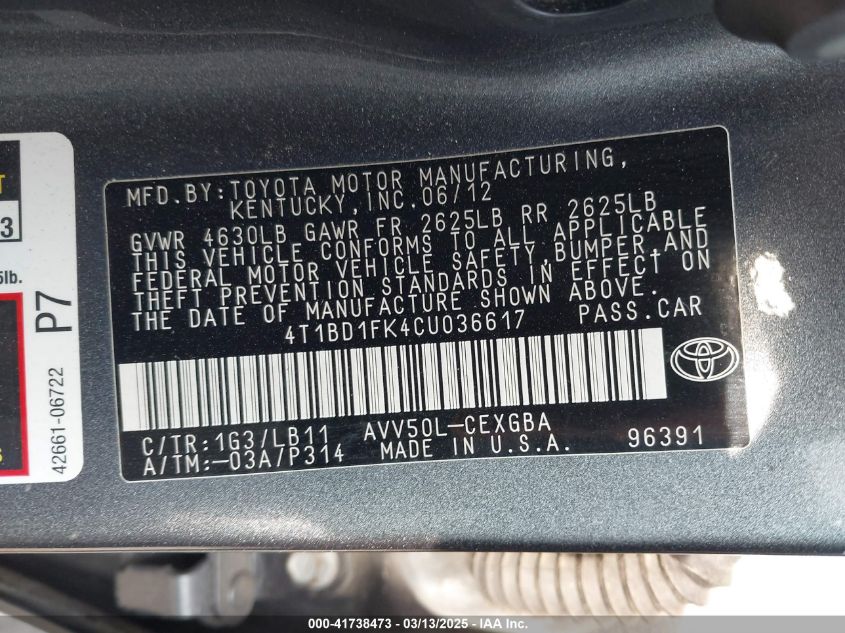 T
3
5lb.
S
P7
42661-06722
MFD.BY:TOYOTA MOTOR MANUFACTURING,
KENTUCKY,INC.06/12
GVWR 4630LB GAWR FR 2625LB RR 2625LB
THIS VEHICLE CONFORMS TO ALL APPLICABLE
FEDERAL MOTOR VEHICLE SAFETY,BUMPER,AND
THEFT PREVENTION STANDARDS IN EFFECT ON
THE DATE OF MANUFACTURE SHOWN ABOVE.
4T1BD1FK4CU036617 PASS.CAR
C/TR:1G3/LB11 AVV50L-CEXGBA
A/TM:-03A/P314 MADE IN U.S.A. 96391
000-41738473 - 03/13/2025 - IAA Inc.